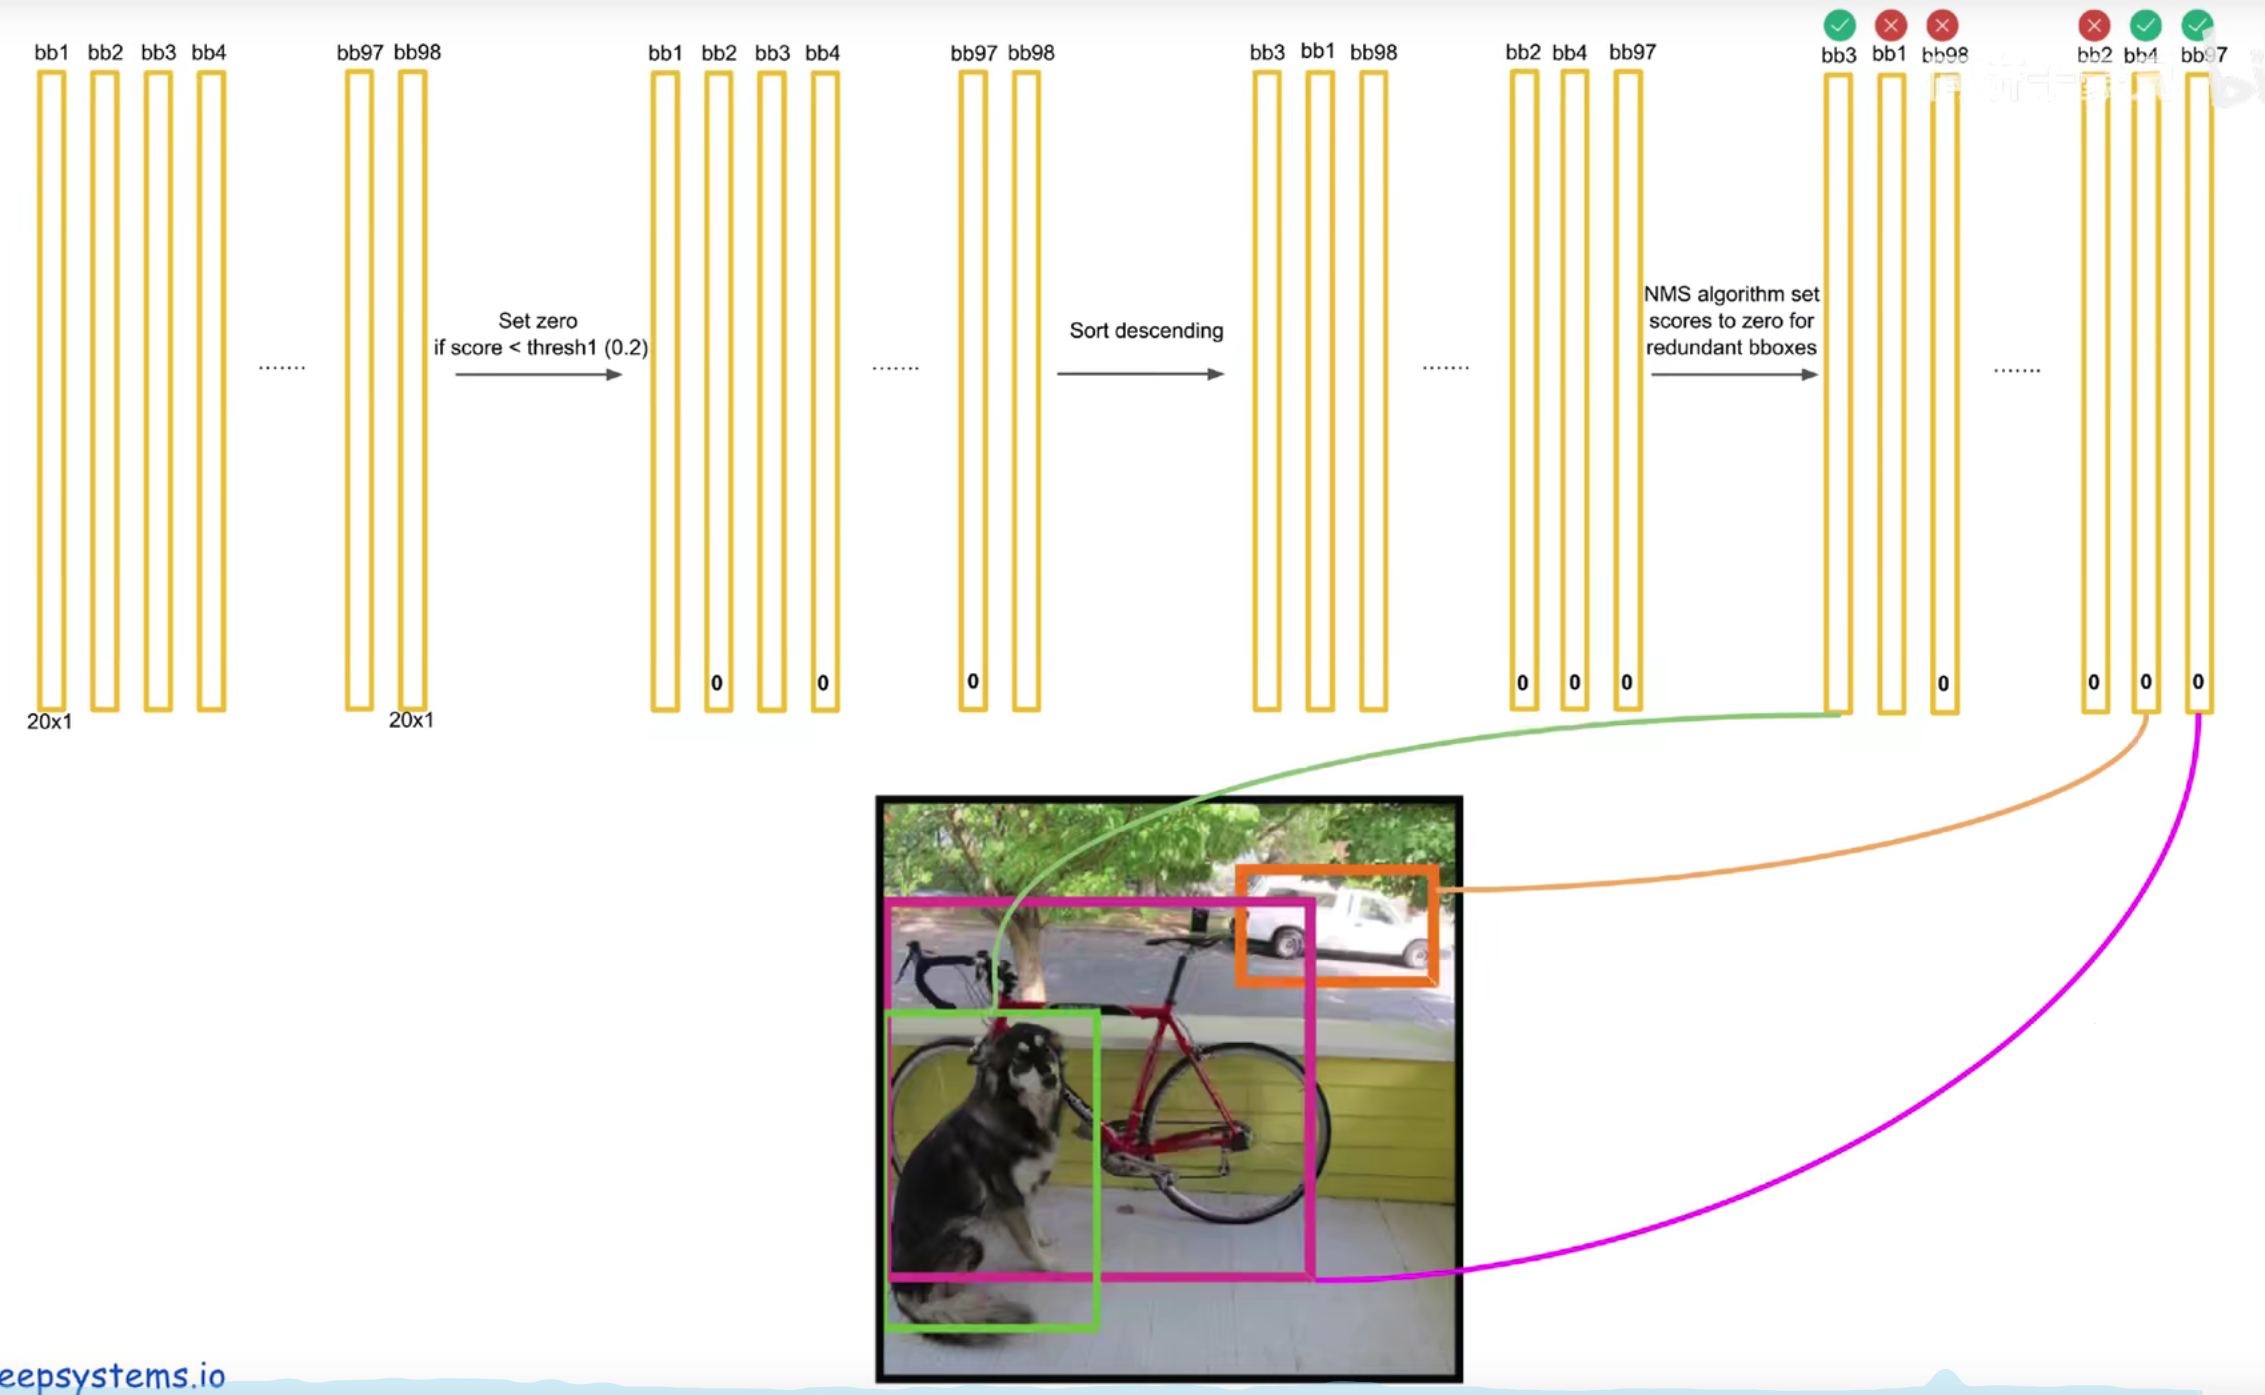 bb1 bb2 bb3 bb4 bb97 bb98
bb1 bb2 bb3 bb4 bb97 bb98
bb3 bb1 bb98 bb2 bb4 bb97
bb3 bb1 bb98 bb2 bb4 bb97
Set zero
if score < thresh1 (0.2)
.......
.......
Sort descending
.......
NMS algorithm set
scores to zero for
redundant bboxes
.......
0 0 0
0 0 0
0 0 0 0
20x1 20x1
eepsystems.io